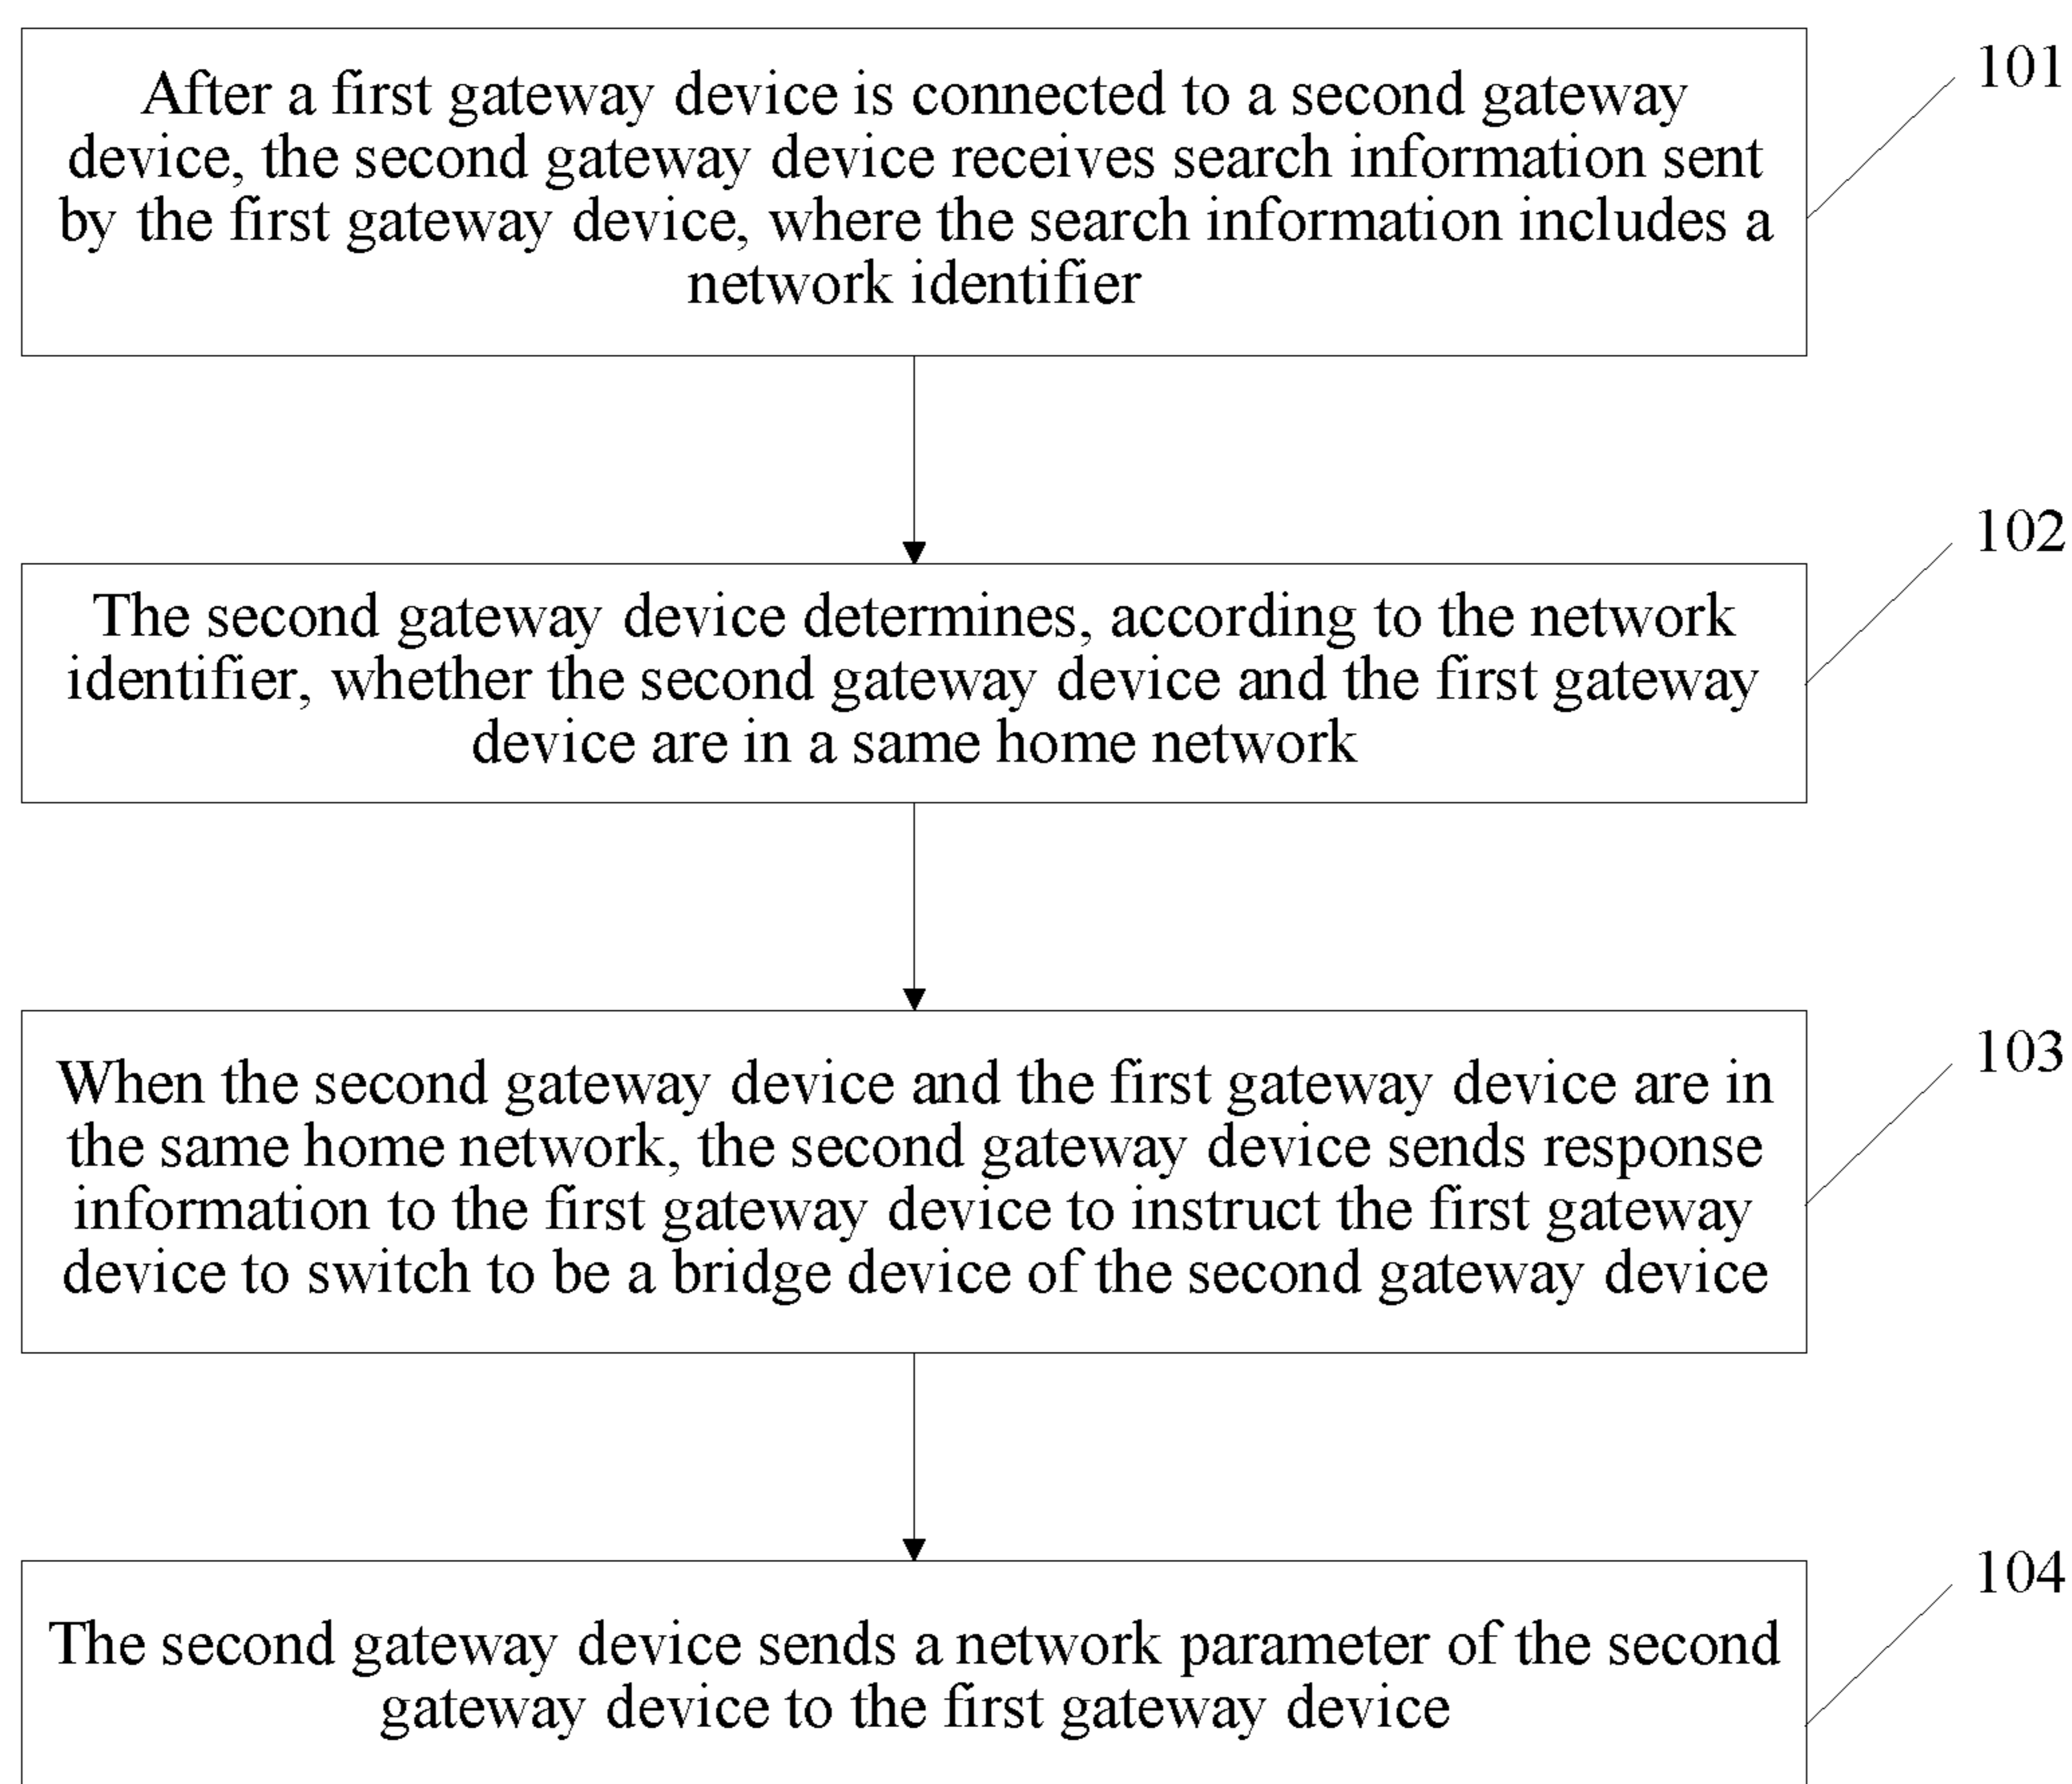 After a first gateway device is connected to a second gateway
device, the second gateway device receives search information sent
by the first gateway device, where the search information includes a
network identifier
101
The second gateway device determines, according to the network
identifier, whether the second gateway device and the first gateway
device are in a same home network
102
When the second gateway device and the first gateway device are in
the same home network, the second gateway device sends response
information to the first gateway device to instruct the first gateway
device to switch to be a bridge device of the second gateway device
103
The second gateway device sends a network parameter of the second
gateway device to the first gateway device
104